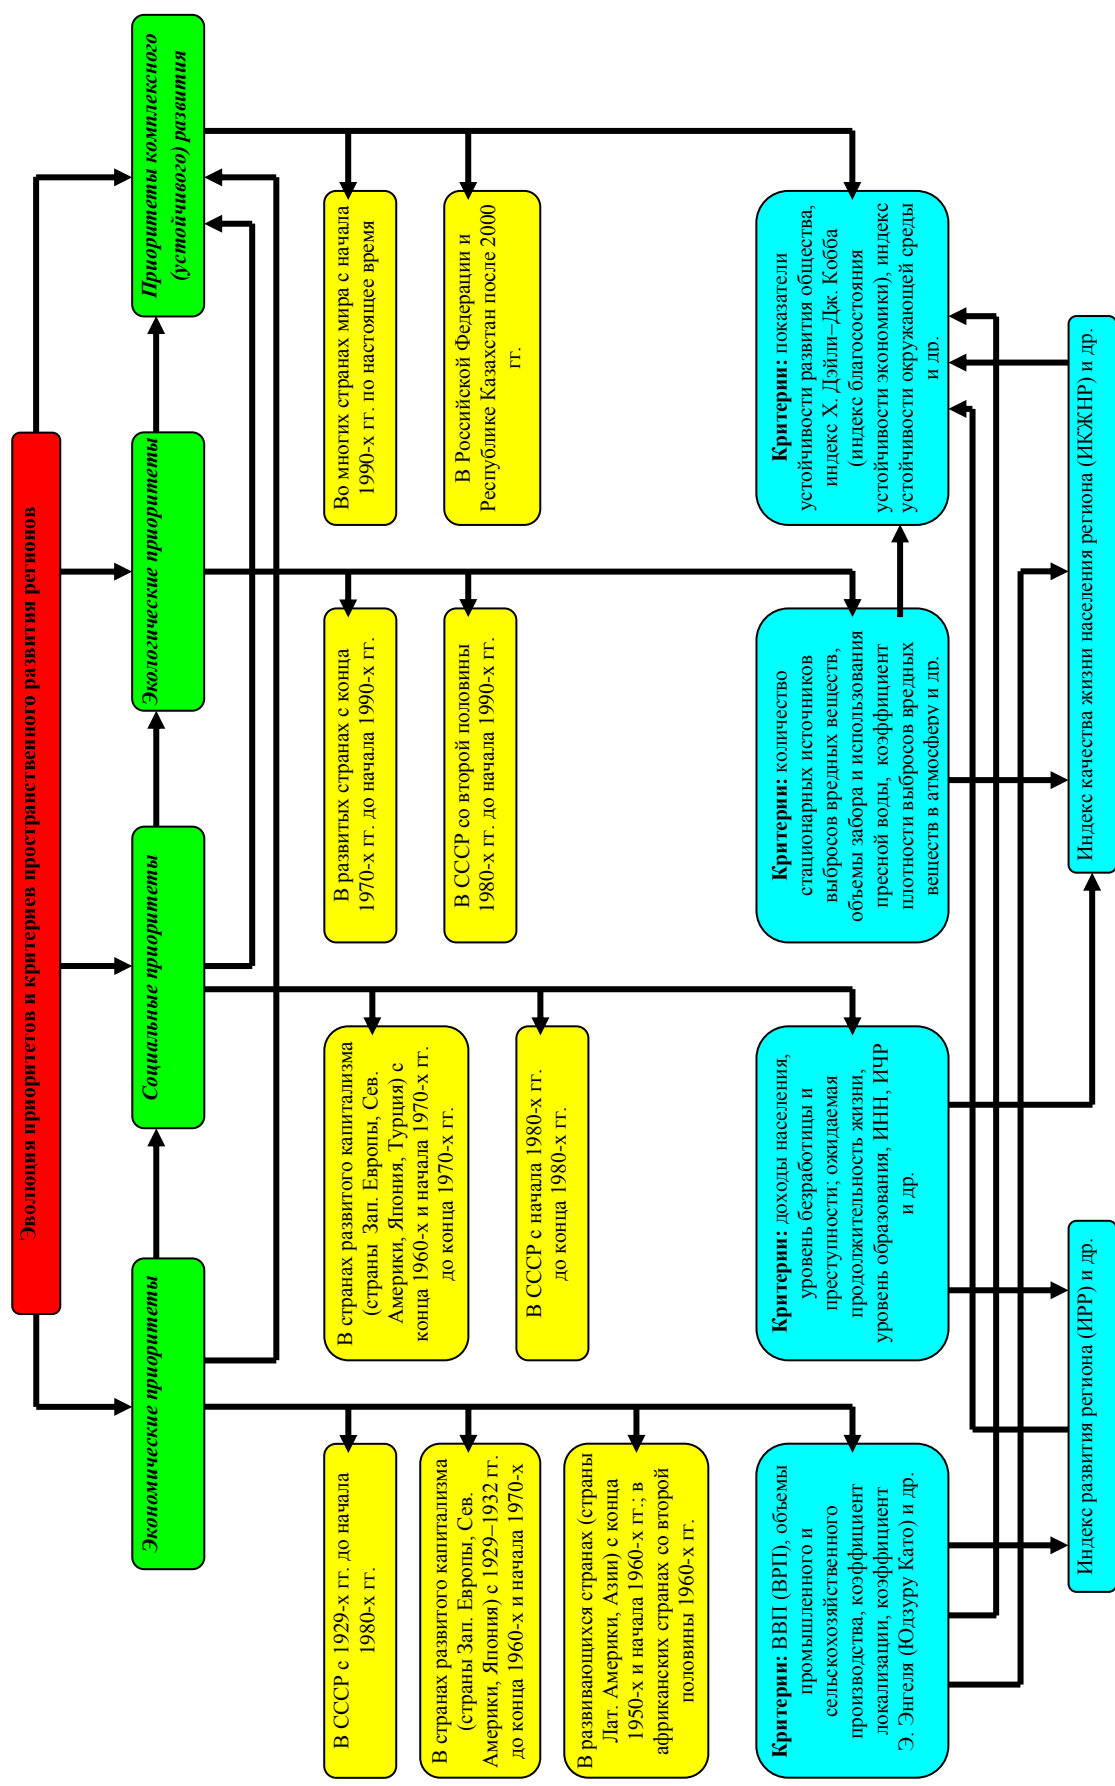 Эволюция приоритетов и критериев пространственного развития регионов
Экономические приоритеты
Социальные приоритеты
Экологические приоритеты
Приоритеты комплексного
(устойчивого) развития
В СССР с 1929-х гг. до начала
1980-х гг.
В странах развитого капитализма
(страны Зап. Европы, Сев.
Америки, Япония) с 1929–1932 гг.
до конца 1960-х и начала 1970-х
В развивающихся странах (страны
Лат. Америки, Азии) с конца
1950-х и начала 1960-х гг.; в
африканских странах со второй
половины 1960-х гг.
В странах развитого капитализма
(страны Зап. Европы, Сев.
Америки, Япония, Турция) с
конца 1960-х и начала 1970-х гг.
до конца 1970-х гг.
В СССР с начала 1980-х гг.
до конца 1980-х гг.
В развитых странах с конца
1970-х гг. до начала 1990-х гг.
В СССР со второй половины
1980-х гг. до начала 1990-х гг.
Во многих странах мира с начала
1990-х гг. по настоящее время
В Российской Федерации и
Республике Казахстан после 2000
гг.
Критерии: ВВП (ВРП), объемы
промышленного и
сельскохозяйственного
производства, коэффициент
локализации, коэффициент
Э. Энгеля (Юдзуру Като) и др.
Критерии: доходы населения,
уровень безработицы и
преступности; ожидаемая
продолжительность жизни,
уровень образования, ИНН, ИЧР
и др.
Критерии: количество
стационарных источников
выбросов вредных веществ,
объемы забора и использования
пресной воды, коэффициент
плотности выбросов вредных
веществ в атмосферу и др.
Критерии: показатели
устойчивости развития общества,
индекс Х. Дэйли–Дж. Кобба
(индекс благосостояния
устойчивости экономики), индекс
устойчивости окружающей среды
и др.
Индекс развития региона (ИРР) и др.
Индекс качества жизни населения региона (ИКЖНР) и др.